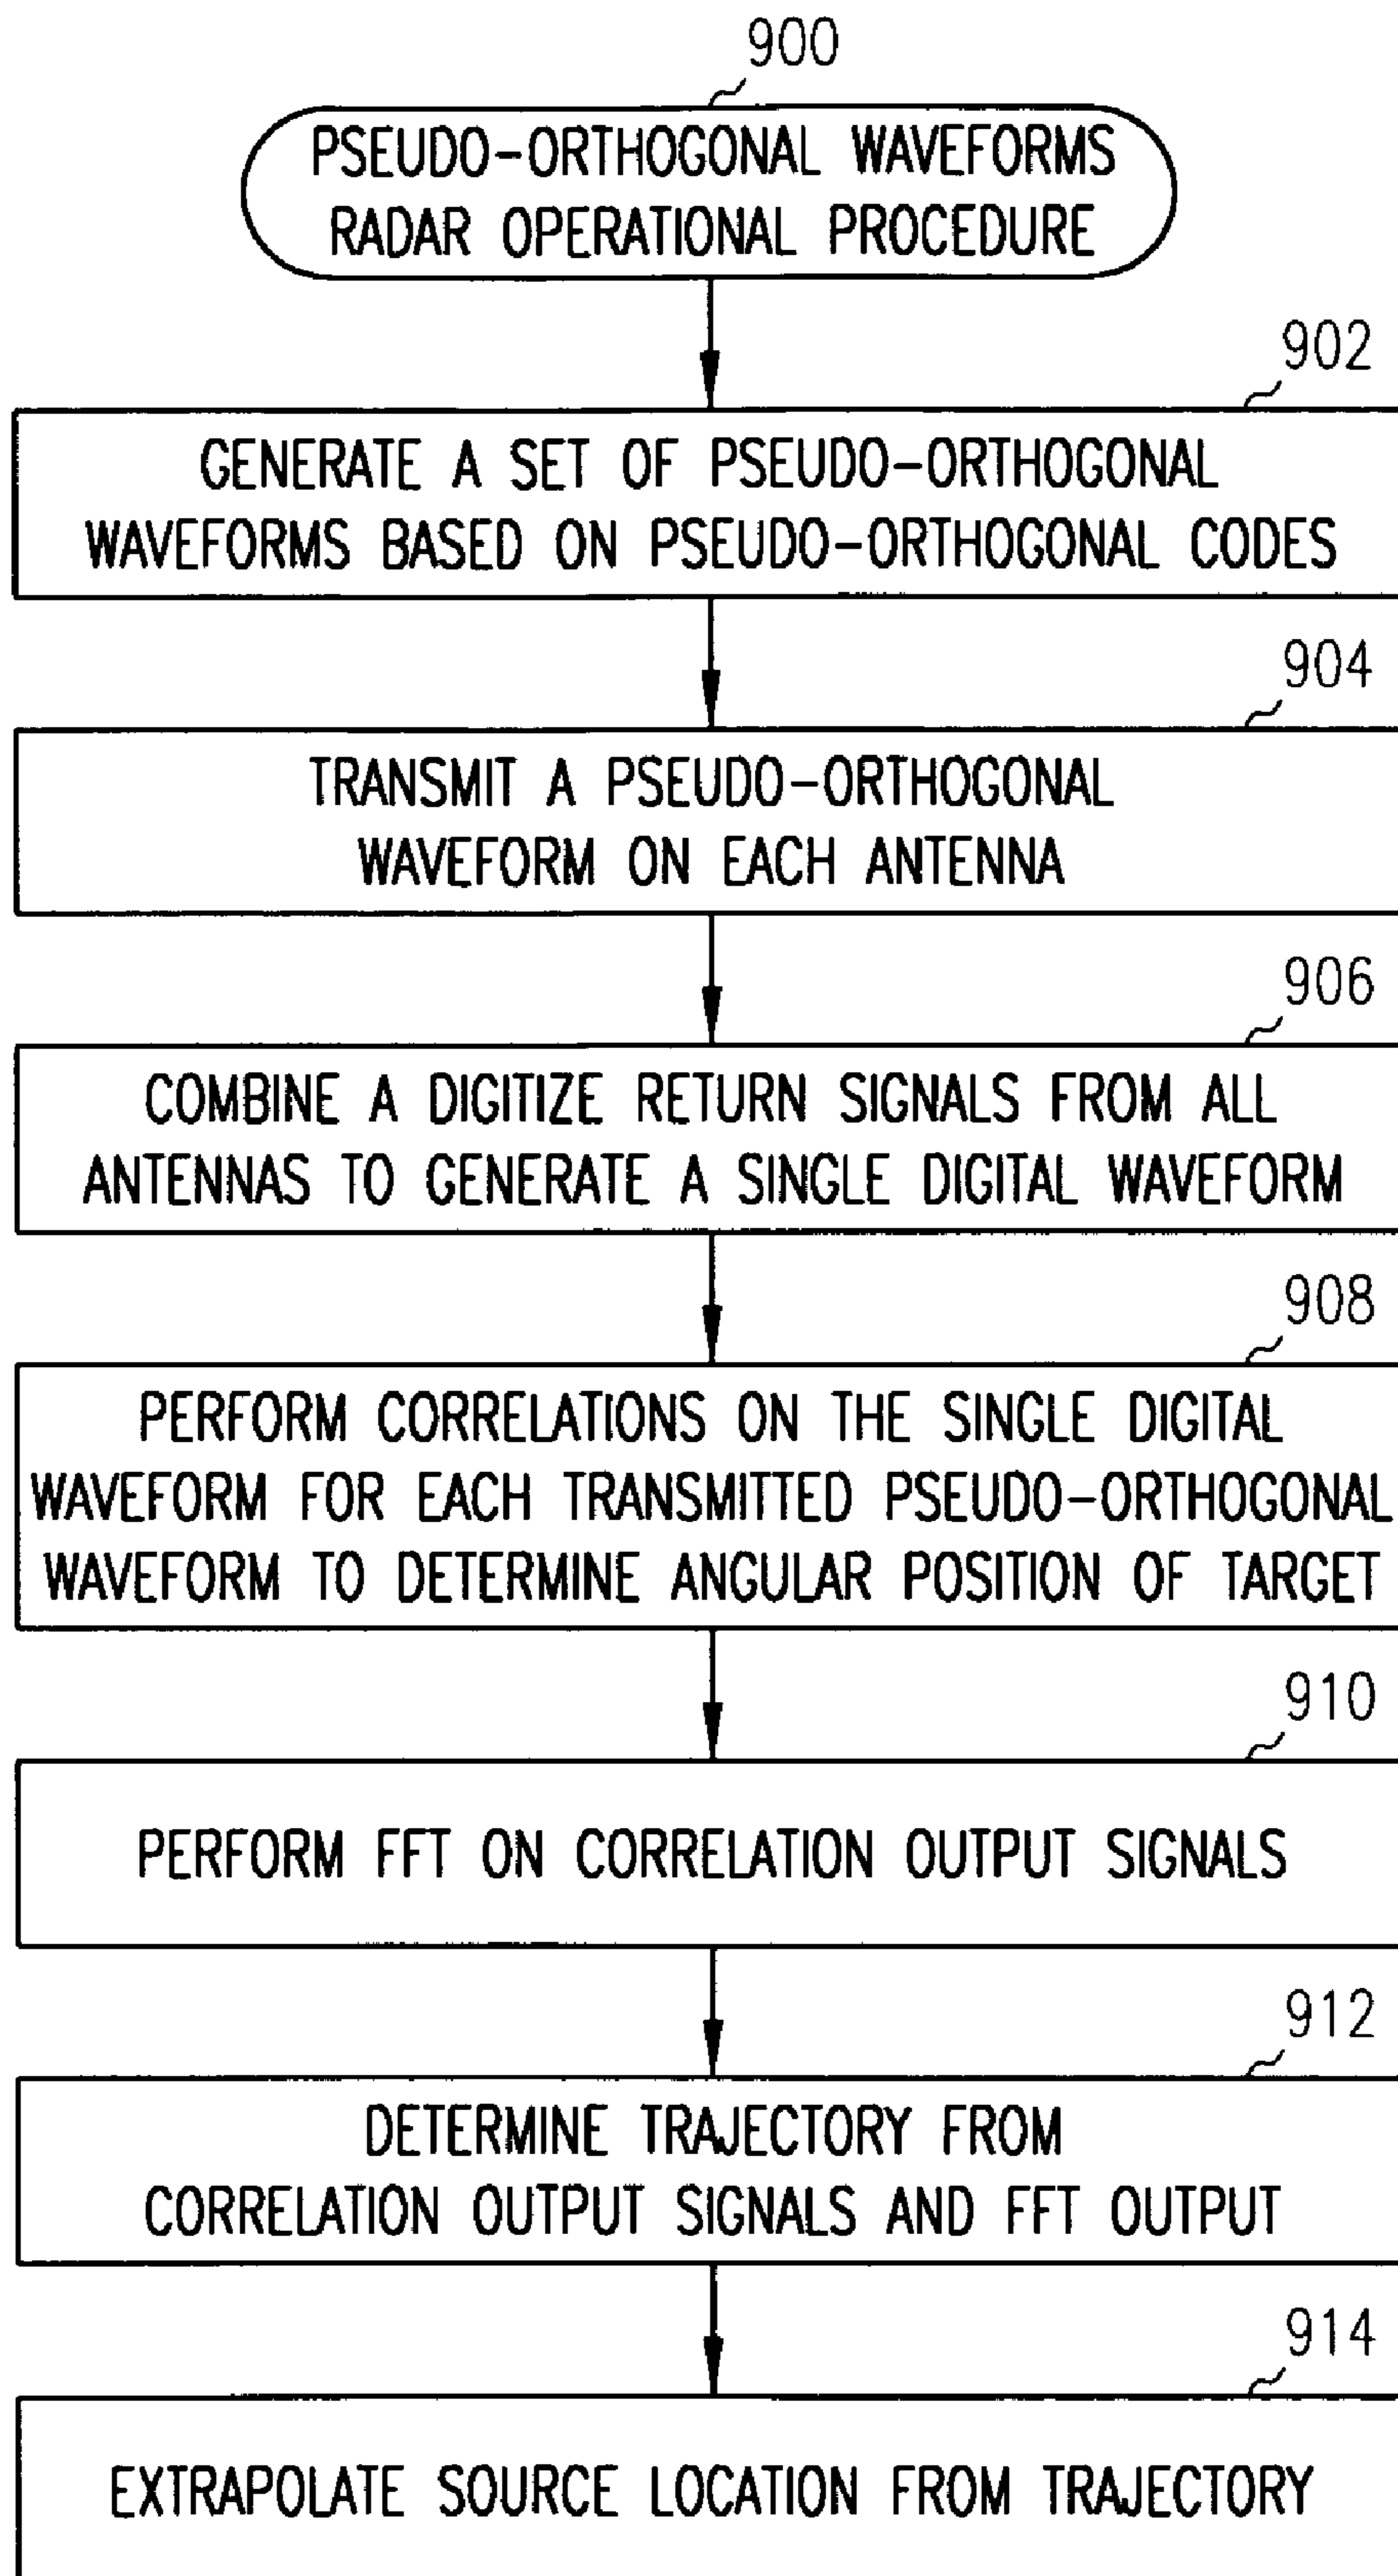 900
PSEUDO-ORTHOGONAL WAVEFORMS
RADAR OPERATIONAL PROCEDURE
902
GENERATE A SET OF PSEUDO-ORTHOGONAL
WAVEFORMS BASED ON PSEUDO-ORTHOGONAL CODES
904
TRANSMIT A PSEUDO-ORTHOGONAL
WAVEFORM ON EACH ANTENNA
906
COMBINE A DIGITIZE RETURN SIGNALS FROM ALL
ANTENNAS TO GENERATE A SINGLE DIGITAL WAVEFORM
908
PERFORM CORRELATIONS ON THE SINGLE DIGITAL
WAVEFORM FOR EACH TRANSMITTED PSEUDO-ORTHOGONAL
WAVEFORM TO DETERMINE ANGULAR POSITION OF TARGET
910
PERFORM FFT ON CORRELATION OUTPUT SIGNALS
912
DETERMINE TRAJECTORY FROM
CORRELATION OUTPUT SIGNALS AND FFT OUTPUT
914
EXTRAPOLATE SOURCE LOCATION FROM TRAJECTORY